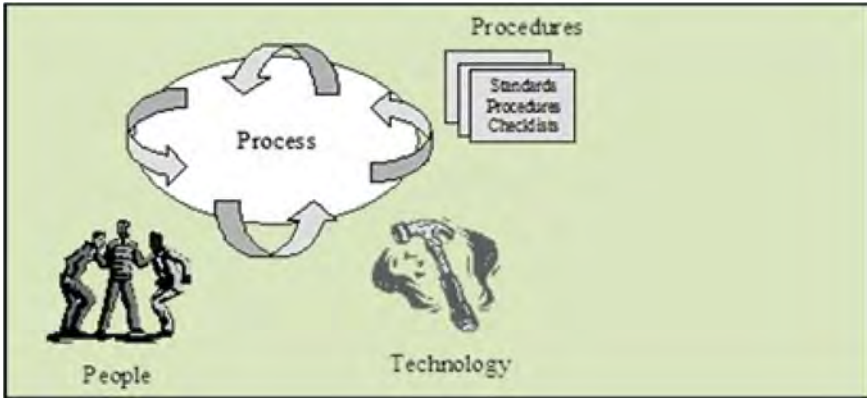 Procedures
Standards
Procedures
Checklists
Process
People
Technology